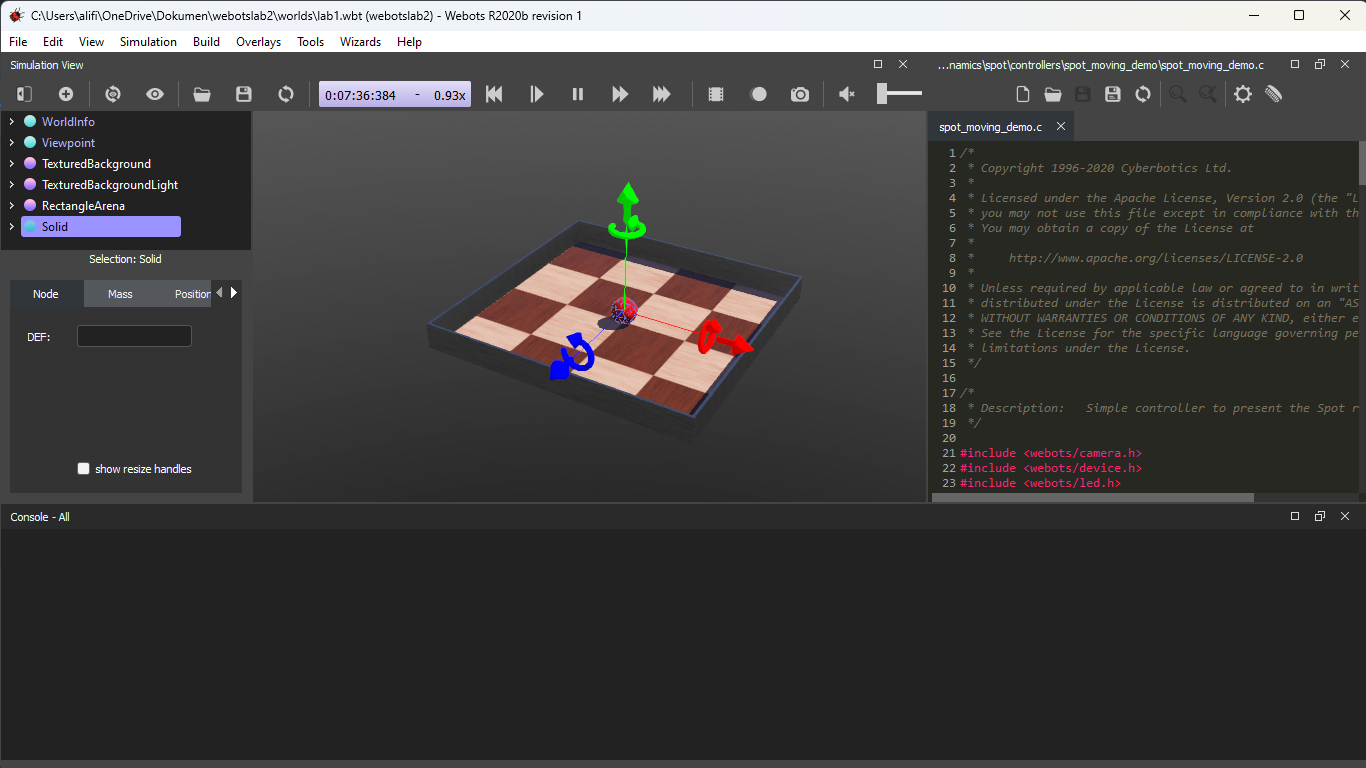 C:\Users\alifi\OneDrive\Dokumen\webotslab2\worlds\lab1.wbt (webotslab2) - Webots R2020b revision 1
File Edit View Simulation Build Overlays Tools Wizards Help
Simulation View
0:07:36:384 - 0.93x
WorldInfo
Viewpoint
TexturedBackground
TexturedBackgroundLight
RectangleArena
Solid
Selection: Solid
Node Mass Position
DEF:
show resize handles
...namics\spot\controllers\spot_moving_demo\spot_moving_demo.c
spot_moving_demo.c
1 /*
2 * Copyright 1996-2020 Cyberbotics Ltd.
3 *
4 * Licensed under the Apache License, Version 2.0 (the "L
5 * you may not use this file except in compliance with th
6 * You may obtain a copy of the License at
7 *
8 * http://www.apache.org/licenses/LICENSE-2.0
9 *
10 * Unless required by applicable law or agreed to in writ
11 * distributed under the License is distributed on an "AS
12 * WITHOUT WARRANTIES OR CONDITIONS OF ANY KIND, either e
13 * See the License for the specific language governing pe
14 * limitations under the License.
15 */
16
17 /*
18 * Description: Simple controller to present the Spot r
19 */
20
21 #include <webots/camera.h>
22 #include <webots/device.h>
23 #include <webots/led.h>
Console - All